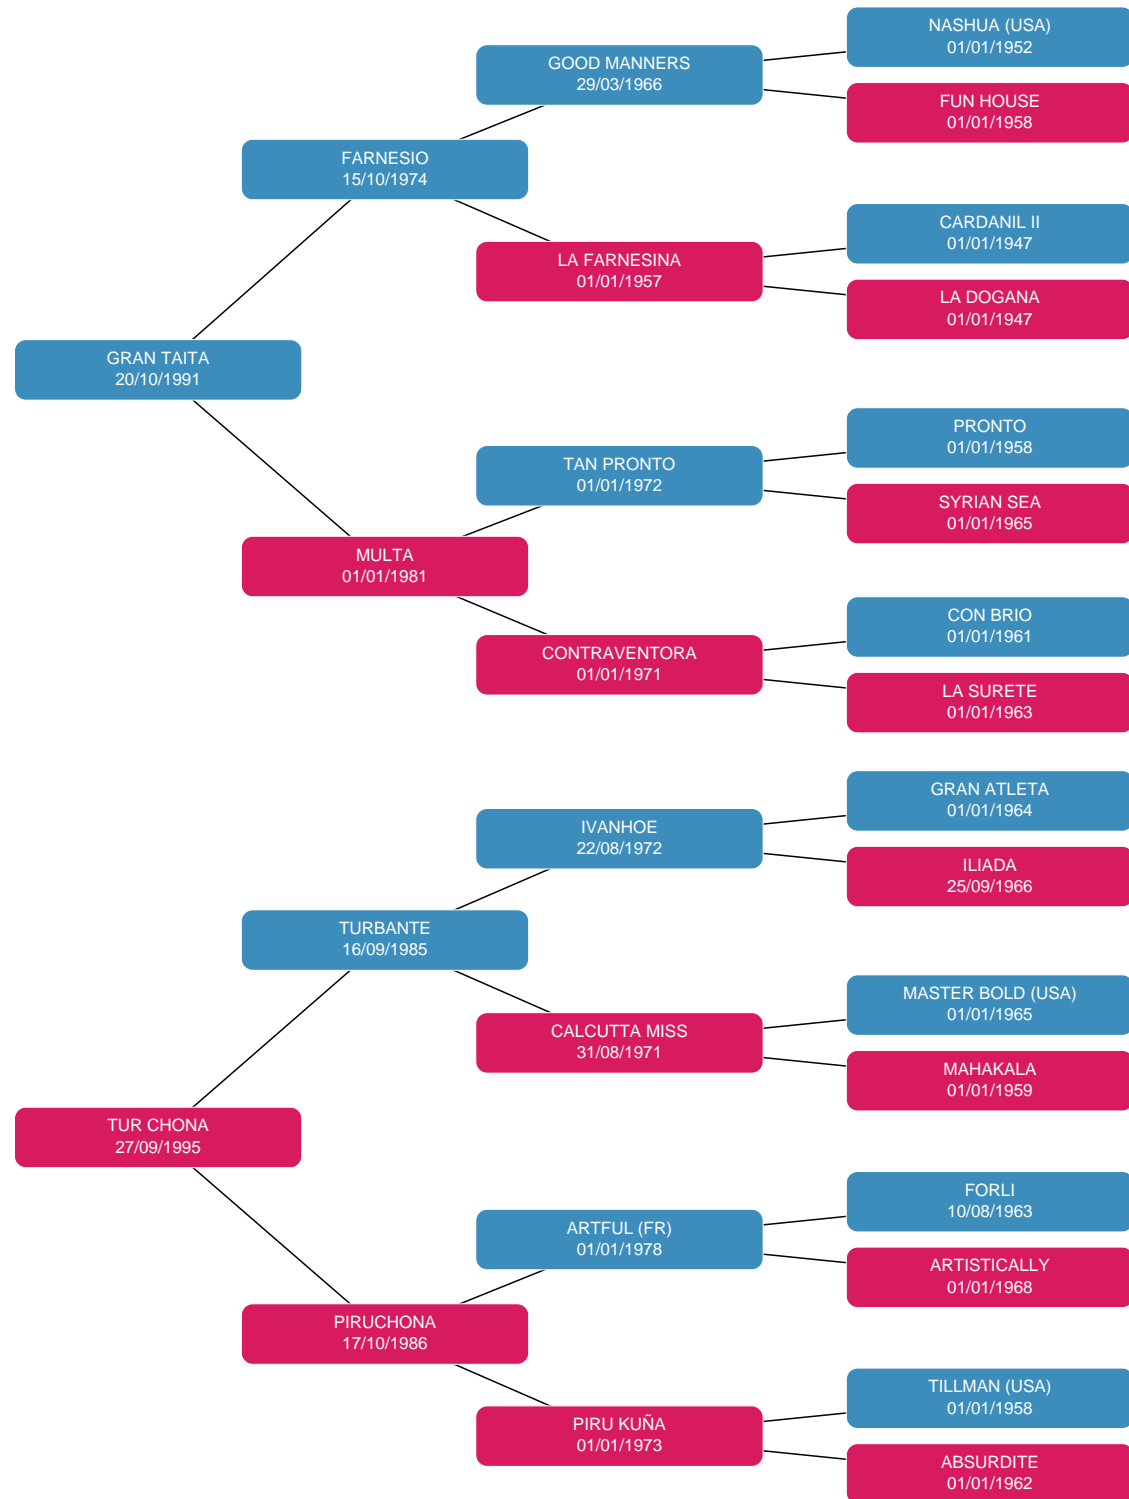 NASHUA (USA)
01/01/1952
GOOD MANNERS
29/03/1966
FUN HOUSE
01/01/1958
FARNESIO
15/10/1974
CARDANIL II
01/01/1947
LA FARNESINA
01/01/1957
LA DOGANA
01/01/1947
GRAN TAITA
20/10/1991
PRONTO
01/01/1958
TAN PRONTO
01/01/1972
SYRIAN SEA
01/01/1965
MULTA
01/01/1981
CON BRIO
01/01/1961
CONTRAVENTORA
01/01/1971
LA SURETE
01/01/1963
GRAN ATLETA
01/01/1964
IVANHOE
22/08/1972
ILIADA
25/09/1966
TURBANTE
16/09/1985
MASTER BOLD (USA)
01/01/1965
CALCUTTA MISS
31/08/1971
MAHAKALA
01/01/1959
TUR CHONA
27/09/1995
FORLI
10/08/1963
ARTFUL (FR)
01/01/1978
ARTISTICALLY
01/01/1968
PIRUCHONA
17/10/1986
TILLMAN (USA)
01/01/1958
PIRU KUÑA
01/01/1973
ABSURDITE
01/01/1962